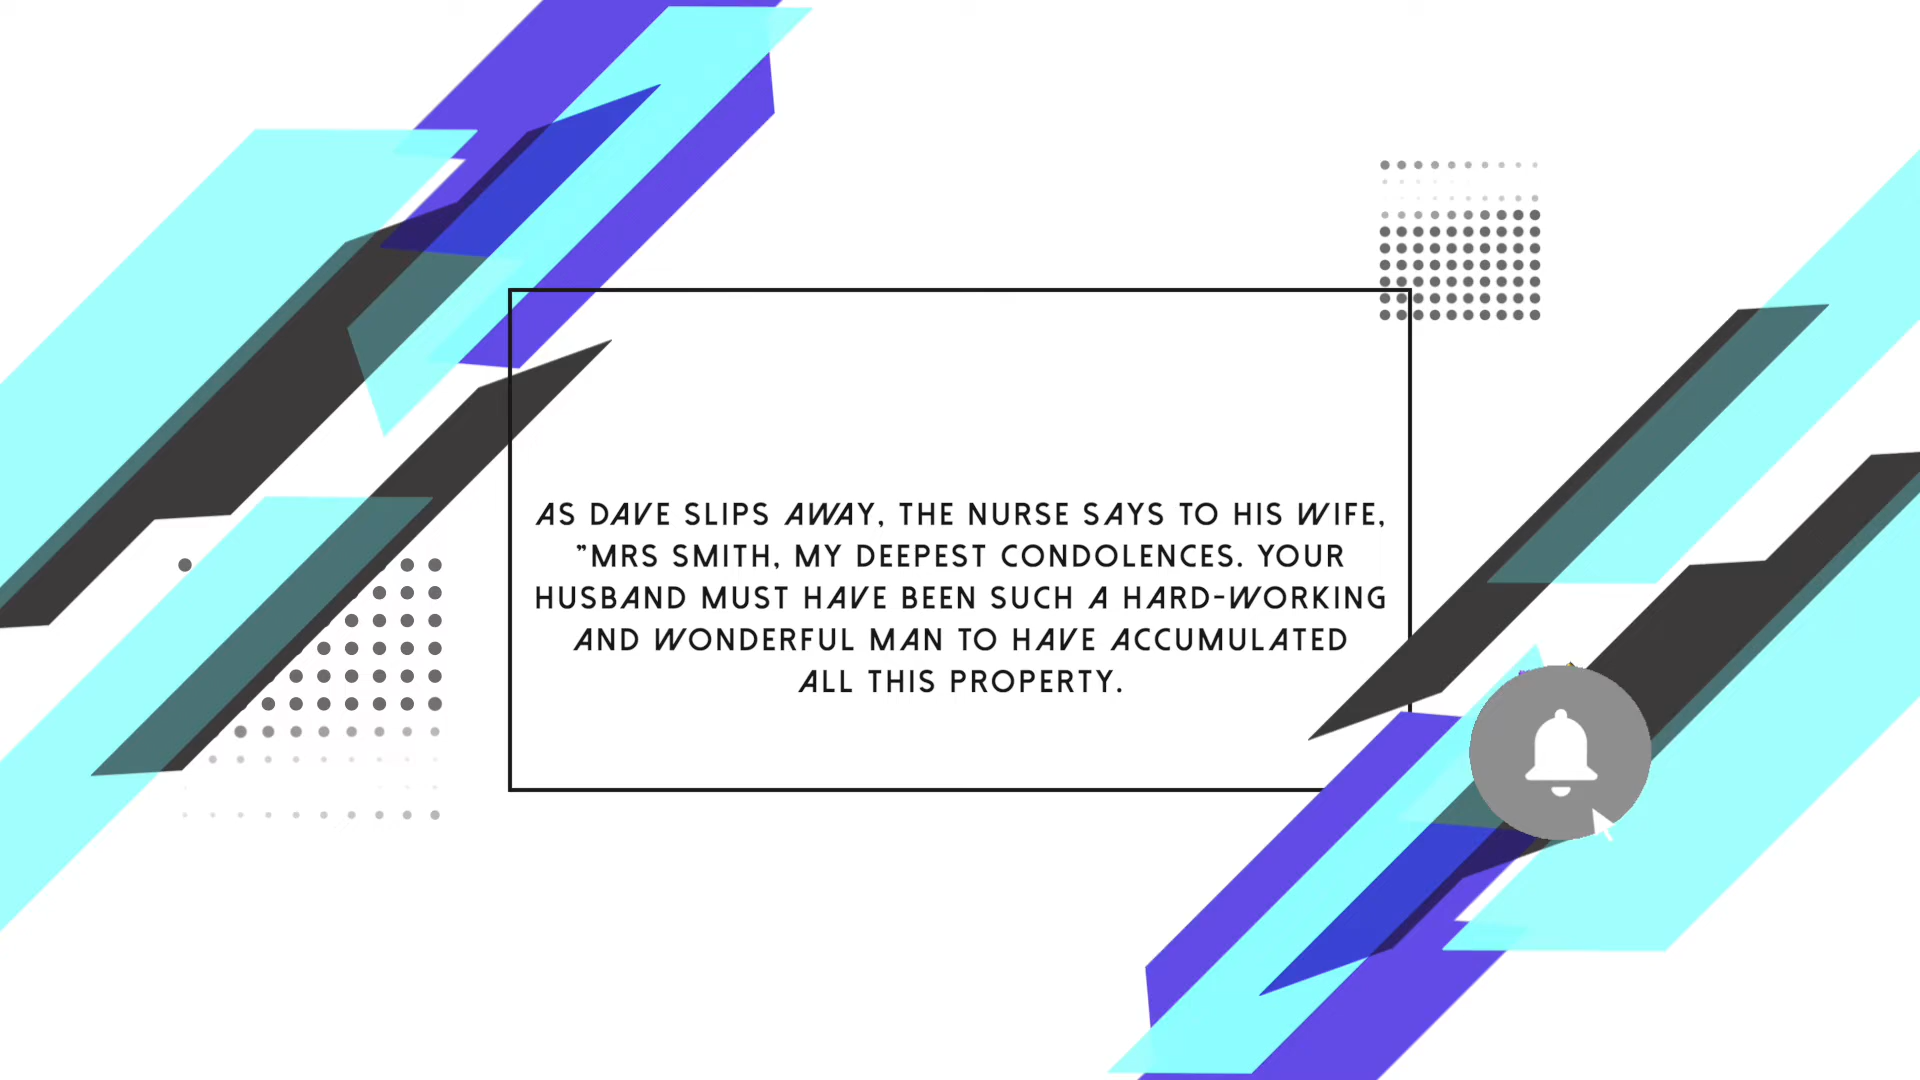 AS DAVE SLIPS AWAY, THE NURSE SAYS TO HIS WIFE,
"MRS SMITH, MY DEEPEST CONDOLENCES. YOUR
HUSBAND MUST HAVE BEEN SUCH A HARD-WORKING
AND WONDERFUL MAN TO HAVE ACCUMULATED
ALL THIS PROPERTY.